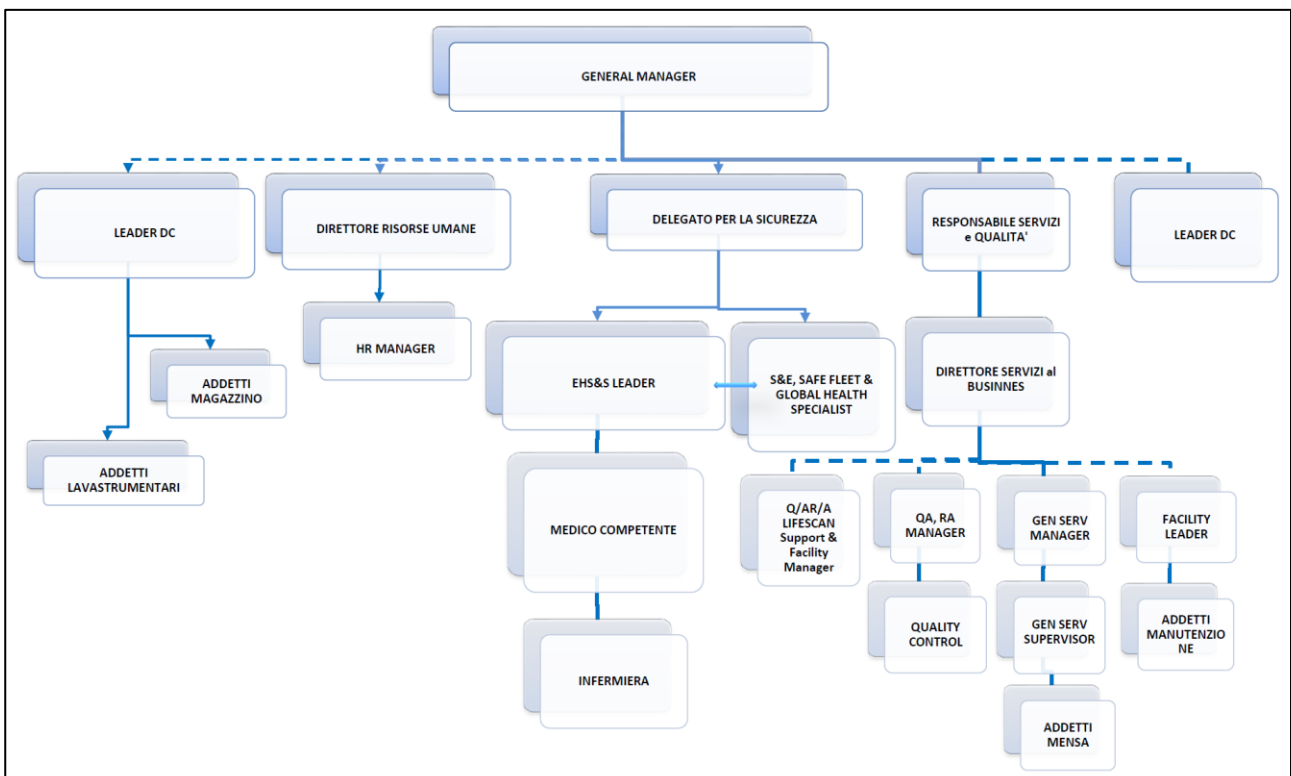 GENERAL MANAGER
LEADER DC
DIRETTORE RISORSE UMANE
DELEGATO PER LA SICUREZZA
RESPONSABILE SERVIZI
e QUALITA'
LEADER DC
HR MANAGER
ADDETTI
MAGAZZINO
ADDETTI
LAVASTRUMENTARI
EHS&S LEADER
S&E, SAFE FLEET &
GLOBAL HEALTH
SPECIALIST
DIRETTORE SERVIZI al
BUSINNES
MEDICO COMPETENTE
INFERMIERA
Q/AR/A
LIFESCAN
Support &
Facility
Manager
QA, RA
MANAGER
GEN SERV
MANAGER
FACILITY
LEADER
QUALITY
CONTROL
GEN SERV
SUPERVISOR
ADDETTI
MANUTENZIO
NE
ADDETTI
MENSA